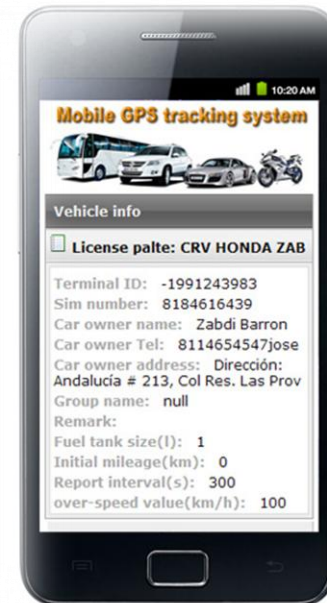 10:20 AM
Mobile GPS tracking system
Vehicle info
License palte: CRV HONDA ZAB
Terminal ID: -1991243983
Sim number: 8184616439
Car owner name: Zabdi Barron
Car owner Tel: 8114654547jose
Car owner address: Dirección:
Andalucía # 213, Col Res. Las Prov
Group name: null
Remark:
Fuel tank size(l): 1
Initial mileage(km): 0
Report interval(s): 300
over-speed value(km/h): 100